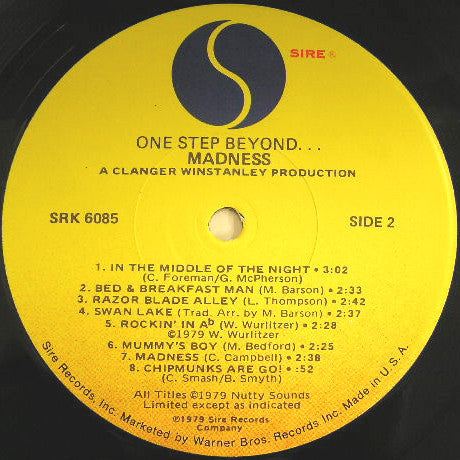 SIRE ®
ONE STEP BEYOND...
MADNESS
A CLANGER WINSTANLEY PRODUCTION
SRK 6085
SIDE 2
1. IN THE MIDDLE OF THE NIGHT • 3:02
(C. Foreman/G. McPherson)
2. BED & BREAKFAST MAN (M. Barson) • 2:33
3. RAZOR BLADE ALLEY (L. Thompson) • 2:42
4. SWAN LAKE (Trad. Arr. by M. Barson) • 2:37
5. ROCKIN' IN A♭ (W. Wurlitzer) • 2:28
©1979 W. Wurlitzer
6. MUMMY'S BOY (M. Bedford) • 2:25
7. MADNESS (C. Campbell) • 2:38
8. CHIPMUNKS ARE GO! • :52
(C. Smash/B. Smyth)
All Titles ©1979 Nutty Sounds
Limited except as indicated
℗1979 Sire Records
Company
Sire Records, Inc. Marketed by Warner Bros. Records Inc. Made in U.S.A.